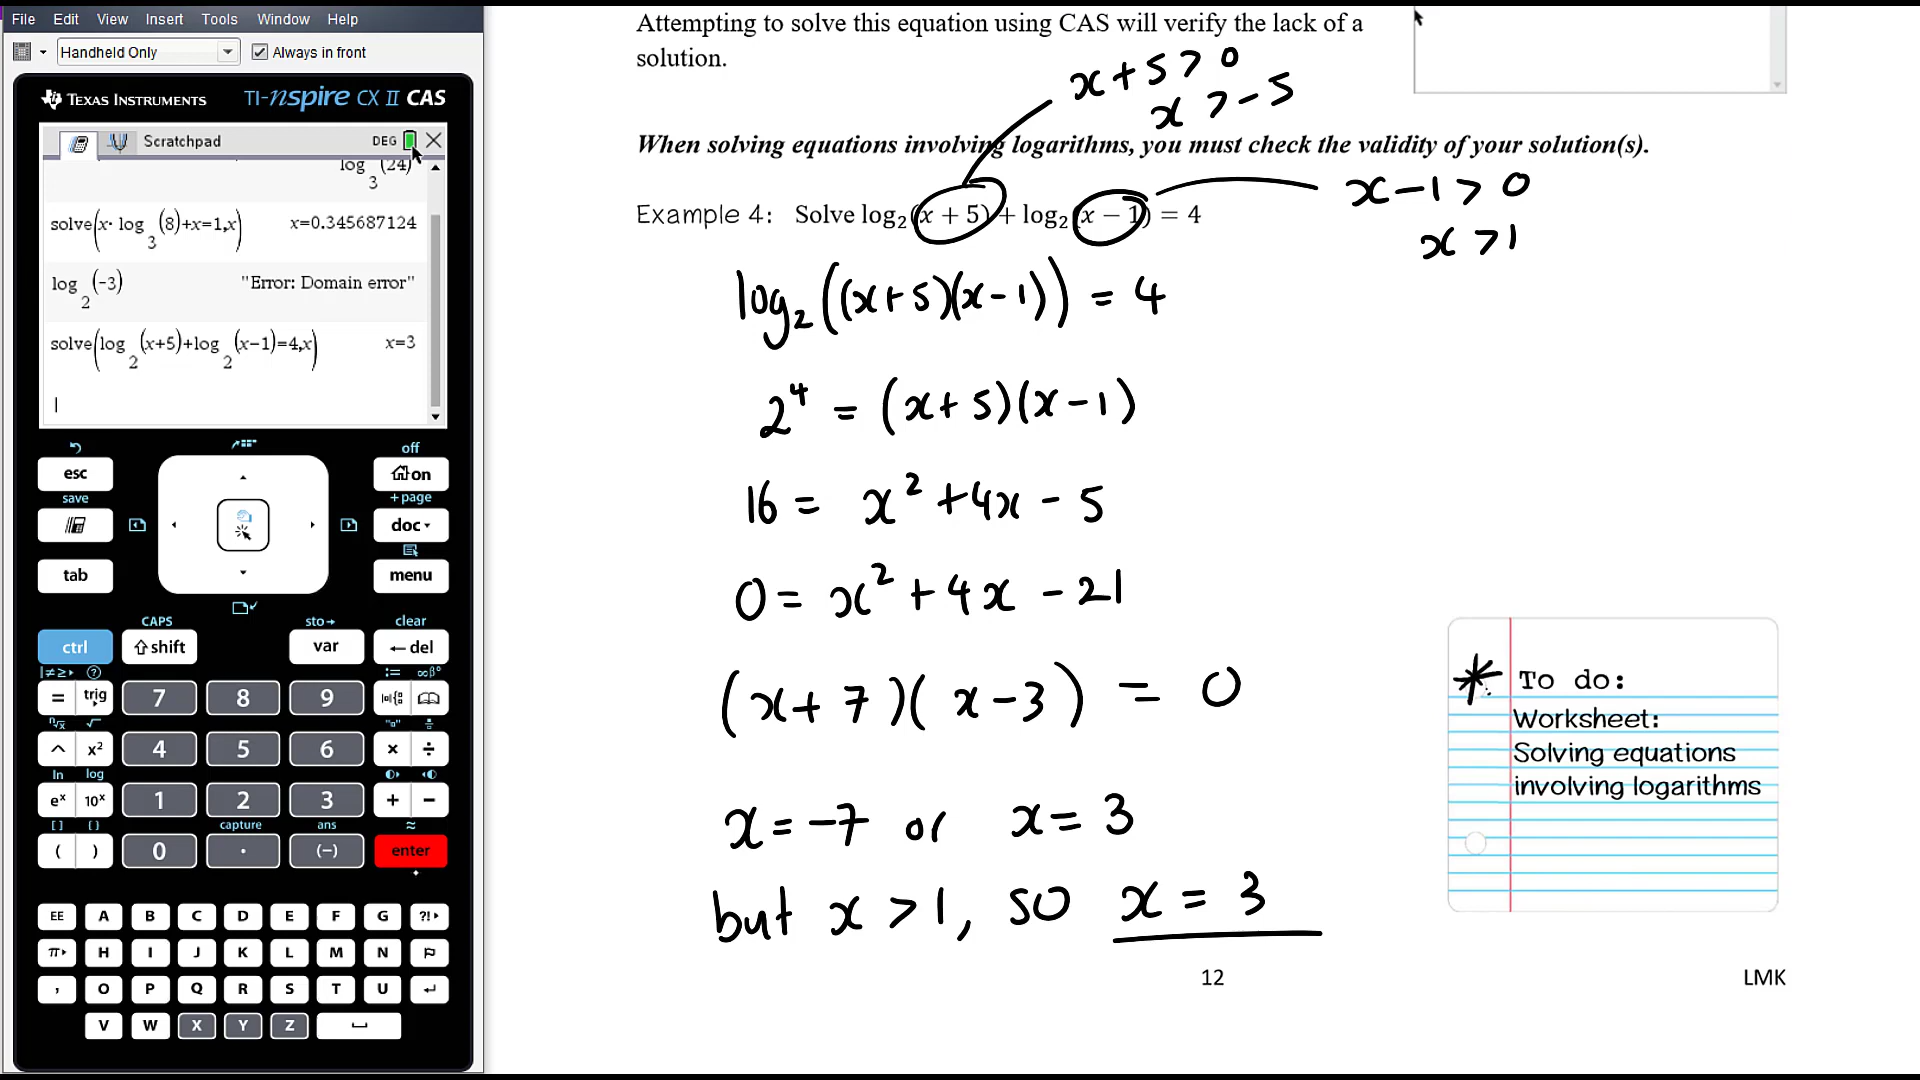 File Edit View Insert Tools Window Help
Handheld Only Always in front
TEXAS INSTRUMENTS TI-nspire CX II CAS
Scratchpad DEG
log₃(24)
solve(x·log₃(8)+x=1,x) x=0.345687124
log₂(-3) "Error: Domain error"
solve(log₂(x+5)+log₂(x-1)=4,x) x=3
off
esc on
save + page
doc
tab menu
CAPS sto→ clear
ctrl shift var ←del
|≠≥▸ ? := ∞β°
= trig 7 8 9 |□|{
ⁿ√x √ "□"
^ x² 4 5 6 × ÷
ln log
eˣ 10ˣ 1 2 3 + −
[ ] { } capture ans ≈
( ) 0 . (−) enter
EE A B C D E F G ?!▸
π▸ H I J K L M N
, O P Q R S T U ↵
V W X Y Z
Attempting to solve this equation using CAS will verify the lack of a
solution.
x+5>0
x>-5
When solving equations involving logarithms, you must check the validity of your solution(s).
x-1>0
x>1
Example 4: Solve log₂(x + 5) + log₂(x − 1) = 4
log₂((x+5)(x-1)) = 4
2⁴ = (x+5)(x-1)
16 = x² +4x - 5
0 = x² + 4x - 21
(x+7)(x-3) = 0
x = -7 or x = 3
but x > 1, so x = 3
* To do:
Worksheet:
Solving equations
involving logarithms
12 LMK